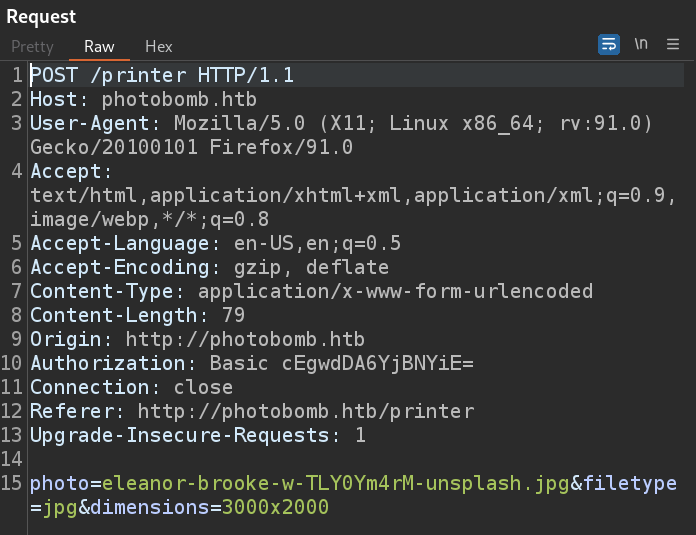 Request
Pretty Raw Hex \n
1 POST /printer HTTP/1.1
2 Host: photobomb.htb
3 User-Agent: Mozilla/5.0 (X11; Linux x86_64; rv:91.0)
Gecko/20100101 Firefox/91.0
4 Accept:
text/html,application/xhtml+xml,application/xml;q=0.9,
image/webp,*/*;q=0.8
5 Accept-Language: en-US,en;q=0.5
6 Accept-Encoding: gzip, deflate
7 Content-Type: application/x-www-form-urlencoded
8 Content-Length: 79
9 Origin: http://photobomb.htb
10 Authorization: Basic cEgwdDA6YjBNYiE=
11 Connection: close
12 Referer: http://photobomb.htb/printer
13 Upgrade-Insecure-Requests: 1
14
15 photo=eleanor-brooke-w-TLY0Ym4rM-unsplash.jpg&filetype
=jpg&dimensions=3000x2000